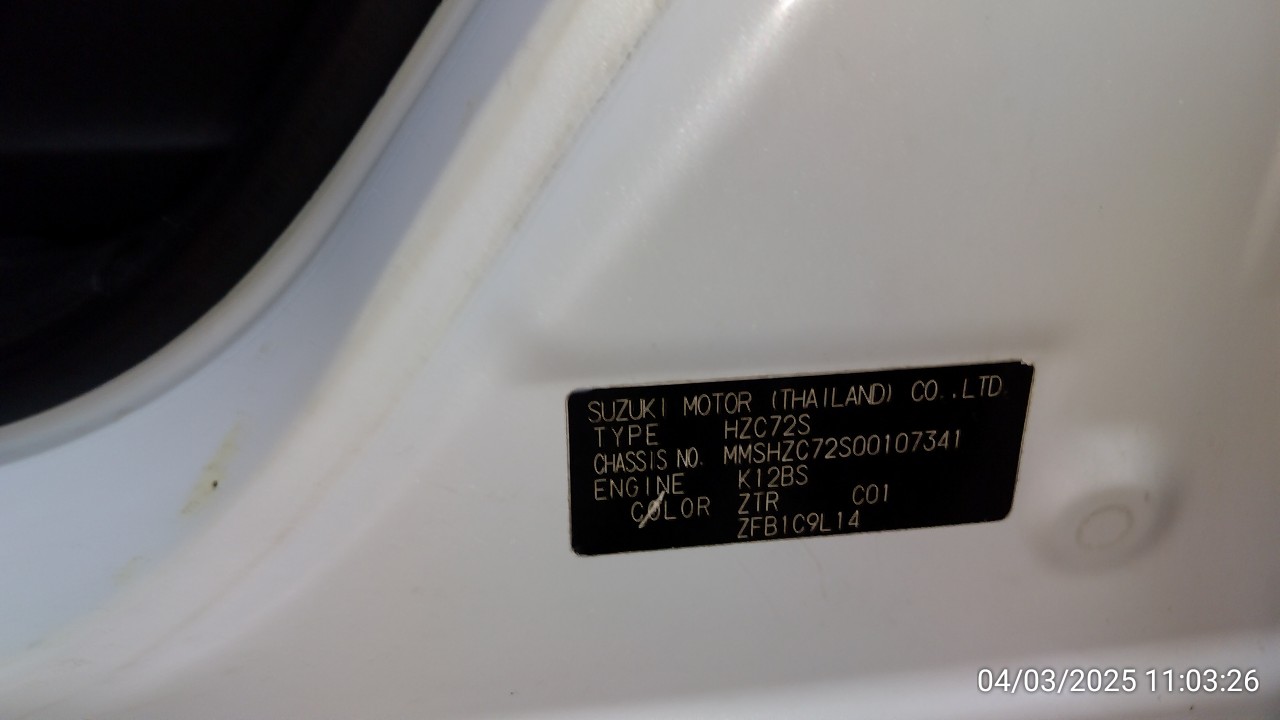 SUZUKI MOTOR (THAILAND) CO.,LTD.
TYPE HZC72S
CHASSIS NO. MMSHZC72S00107341
ENGINE K12BS
COLOR ZTR C01
ZFB1C9L14
04/03/2025 11:03:26